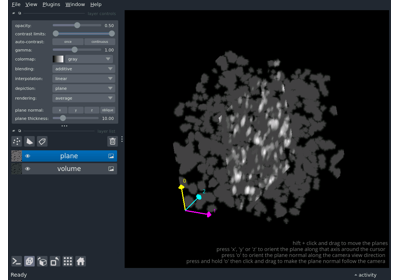 File View Plugins Window Help
opacity: 0.50
contrast limits:
auto-contrast: once continuous
gamma: 1.00
colormap: gray
blending: additive
interpolation: linear
depiction: plane
rendering: average
plane normal: x y z oblique
plane thickness: 10.00
plane
volume
shift + click and drag to move the planes
press 'x', 'y' or 'z' to orient the plane along that axis around the cursor
press 'o' to orient the plane normal along the camera view direction
press and hold 'o' then click and drag to make the plane normal follow the camera
Ready
activity